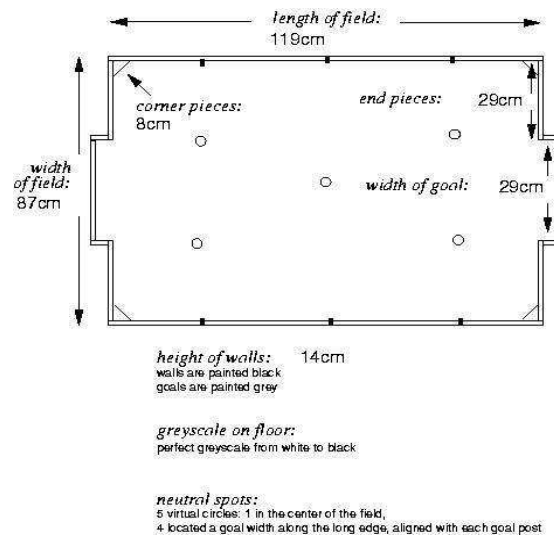 length of field:
119cm
corner pieces:
8cm
end pieces:
29cm
width
of field:
87cm
width of goal:
29cm
height of walls: 14cm
walls are painted black
goals are painted grey
greyscale on floor:
perfect greyscale from white to black
neutral spots:
5 virtual circles: 1 in the center of the field,
4 located a goal width along the long edge, aligned with each goal post